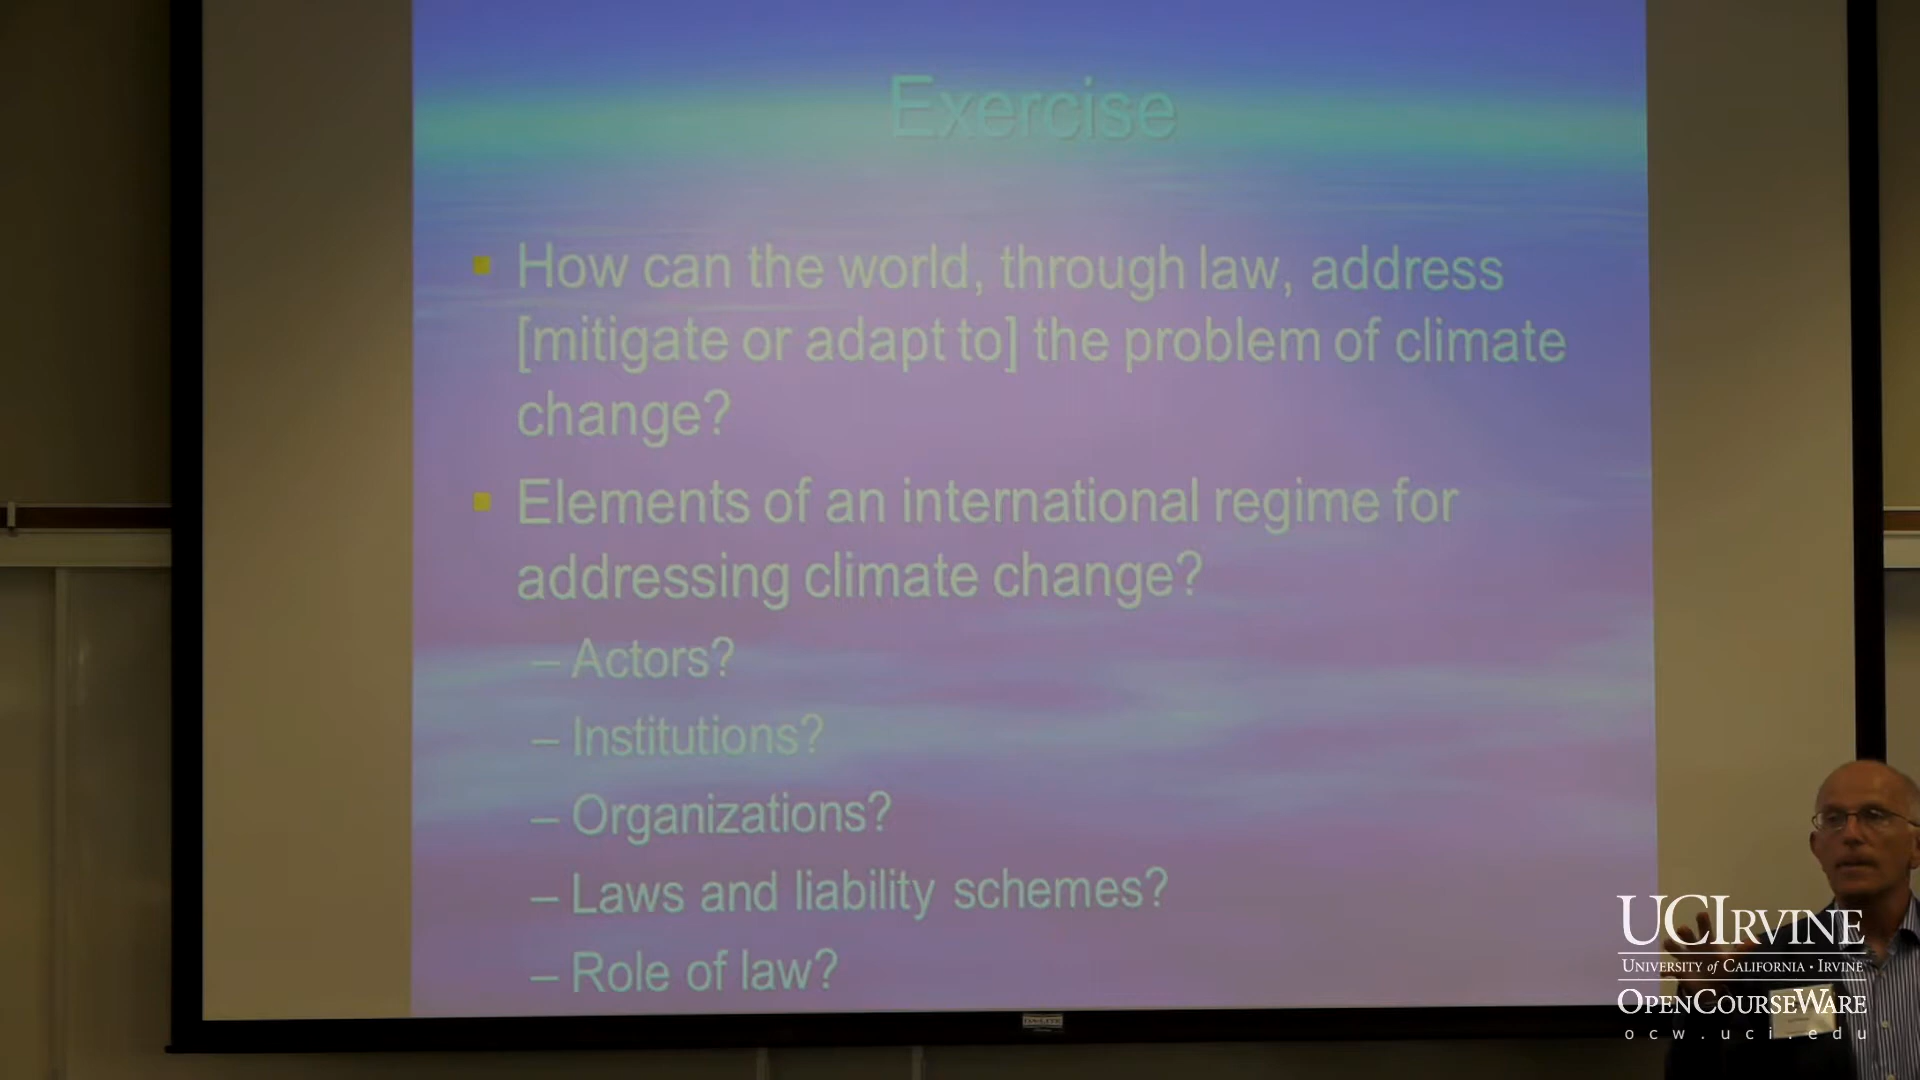 Exercise
How can the world, through law, address
[mitigate or adapt to] the problem of climate
change?
Elements of an international regime for
addressing climate change?
– Actors?
– Institutions?
– Organizations?
– Laws and liability schemes?
– Role of law?
UCIRVINE
UNIVERSITY of CALIFORNIA • IRVINE
OPENCOURSEWARE
ocw.uci.edu